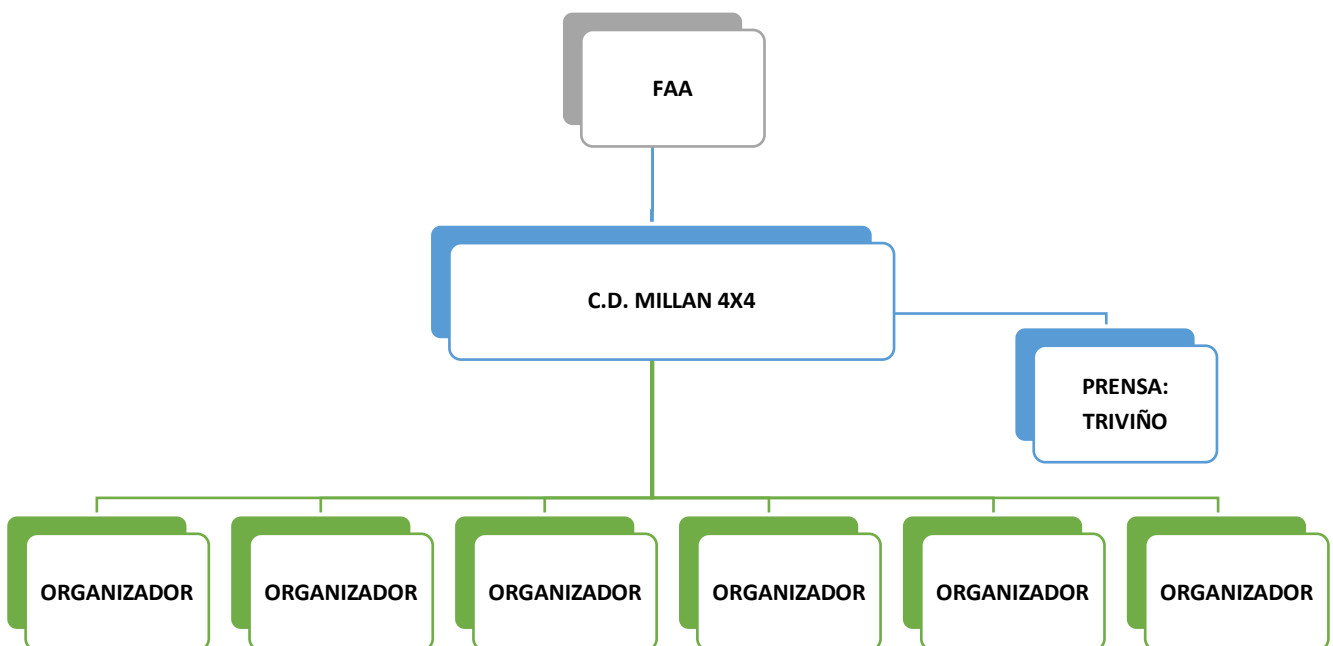 FAA
C.D. MILLAN 4X4
PRENSA:
TRIVIÑO
ORGANIZADOR
ORGANIZADOR
ORGANIZADOR
ORGANIZADOR
ORGANIZADOR
ORGANIZADOR